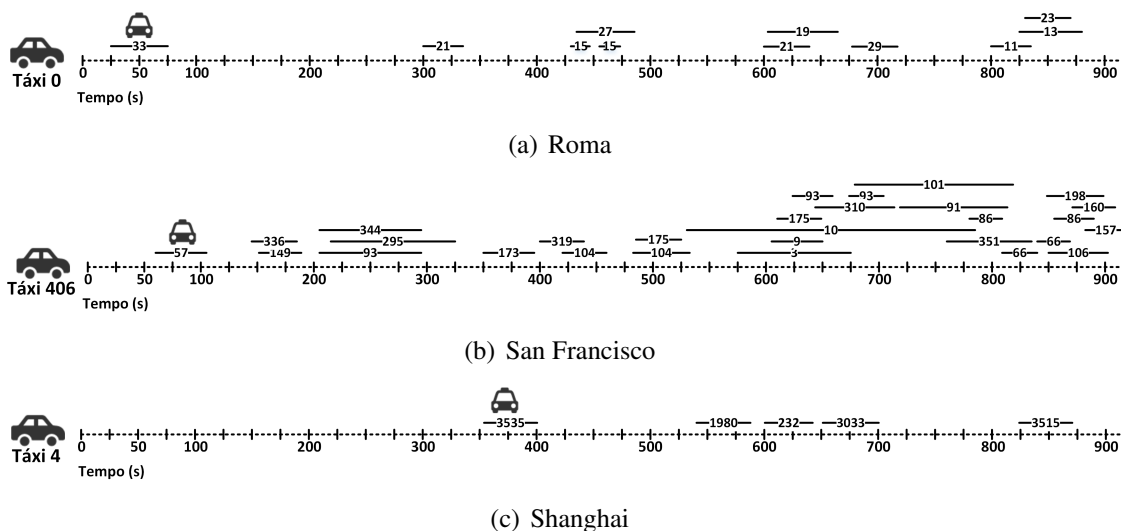 23
27 19 13
33 21 15 15 21 29 11
Táxi 0
0 50 100 200 300 400 500 600 700 800 900
Tempo (s)
(a) Roma
101
93 93 198
310 91 160
175 86 86
344 10 157
336 295 319 175 9 351 66
57 149 93 173 104 104 3 66 106
Táxi 406
0 100 200 300 400 500 600 700 800 900
Tempo (s)
(b) San Francisco
3535 1980 232 3033 3515
Táxi 4
0 50 100 200 300 400 500 600 700 800 900
Tempo (s)
(c) Shanghai